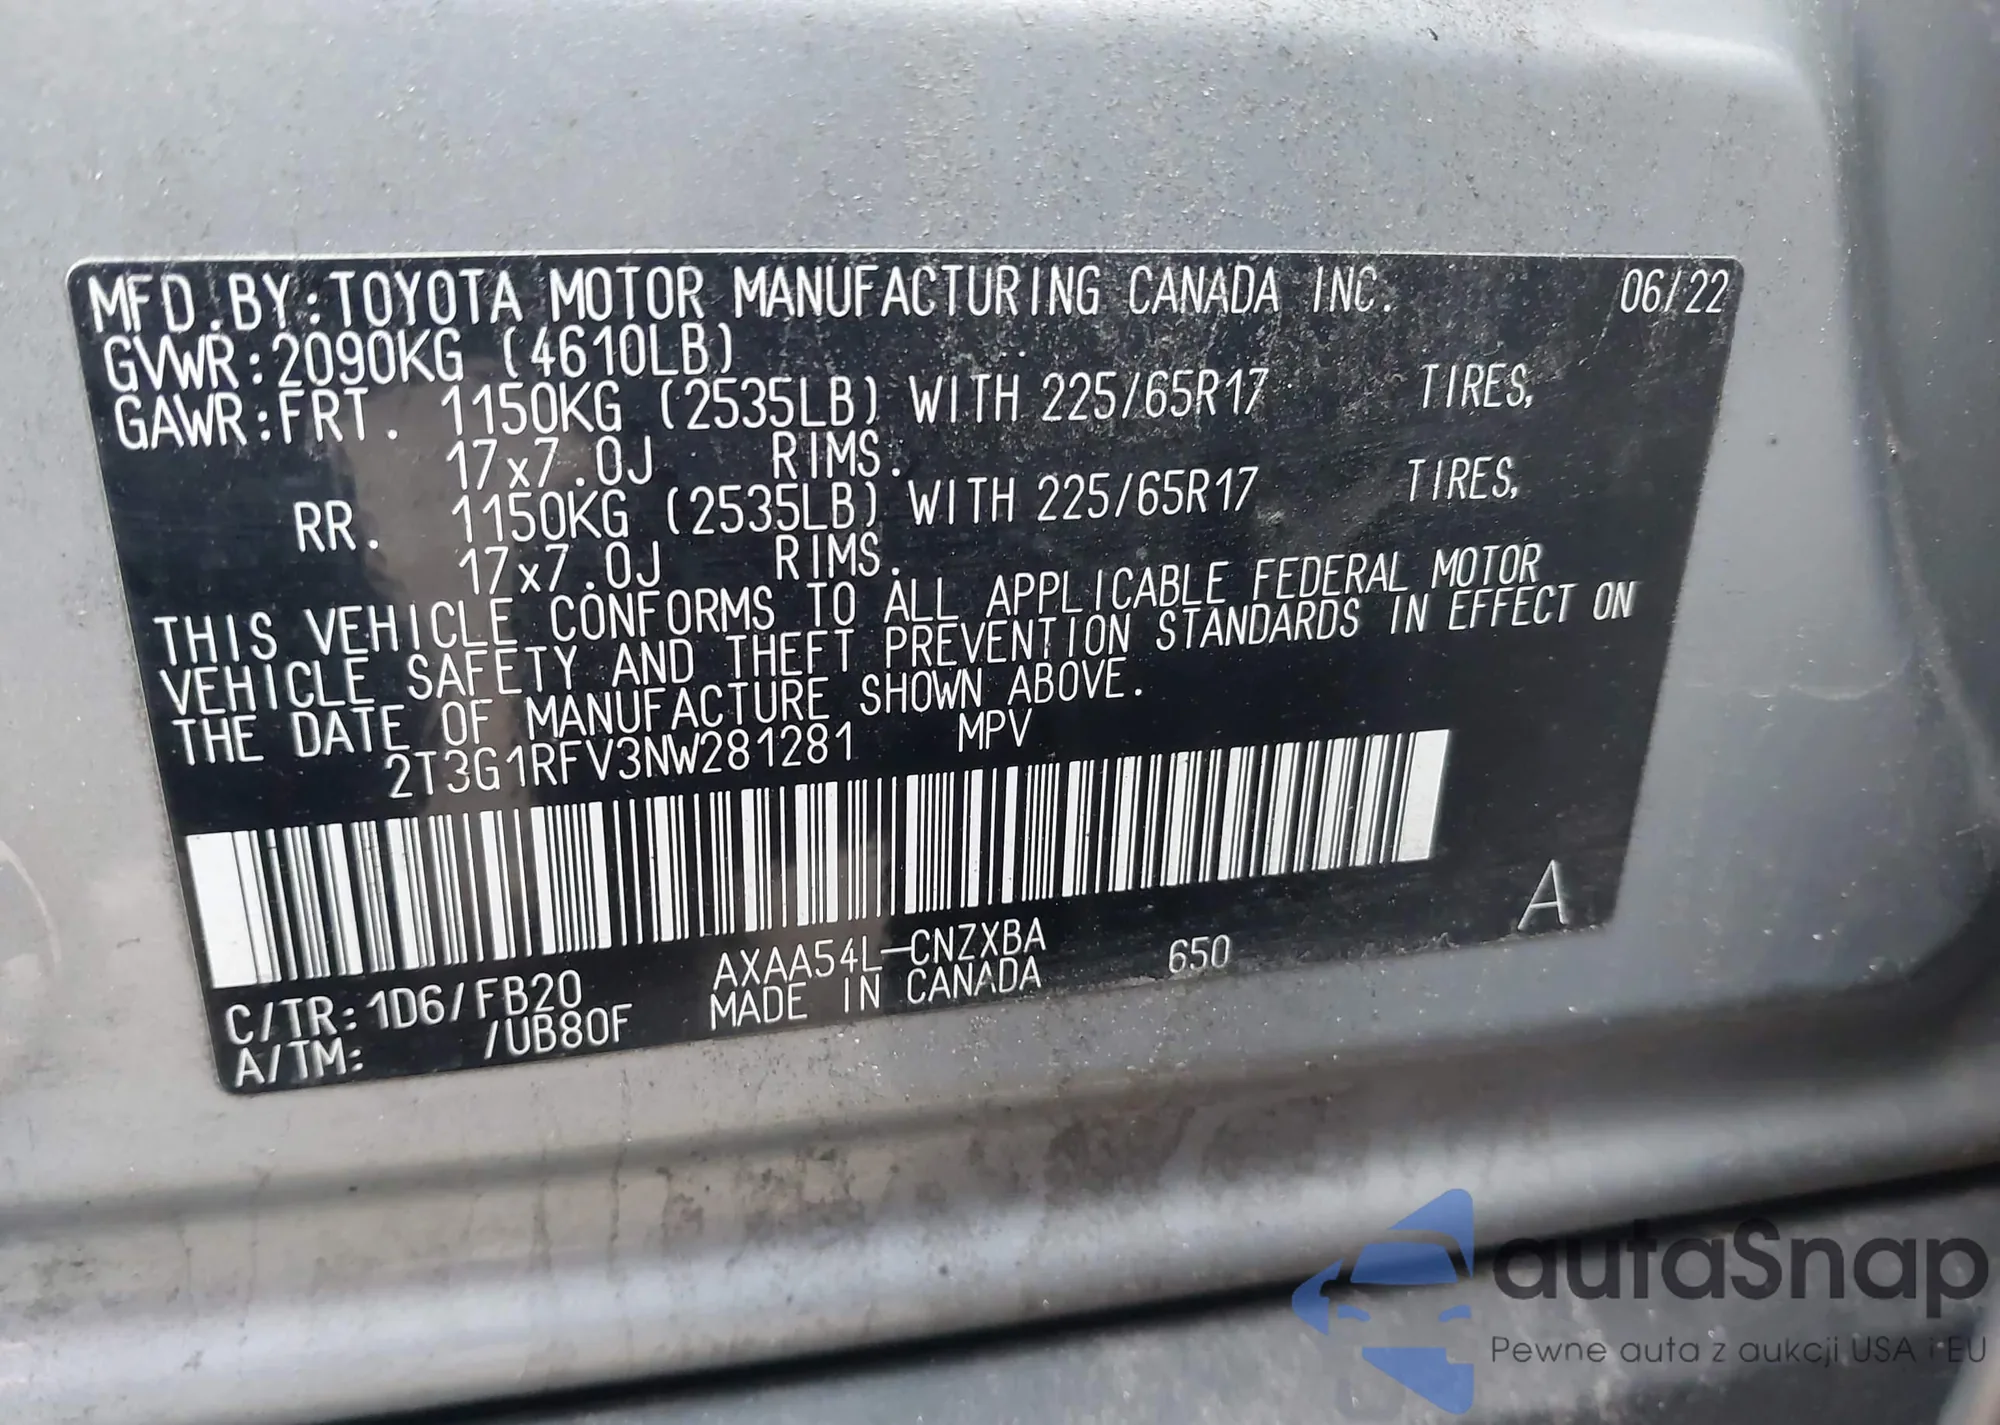 MFD.BY:TOYOTA MOTOR MANUFACTURING CANADA INC. 06/22
GVWR:2090KG (4610LB)
GAWR:FRT. 1150KG (2535LB) WITH 225/65R17 TIRES,
17x7.0J RIMS.
RR. 1150KG (2535LB) WITH 225/65R17 TIRES,
17x7.0J RIMS.
THIS VEHICLE CONFORMS TO ALL APPLICABLE FEDERAL MOTOR
VEHICLE SAFETY AND THEFT PREVENTION STANDARDS IN EFFECT ON
THE DATE OF MANUFACTURE SHOWN ABOVE.
2T3G1RFV3NW281281 MPV
A
C/TR:1D6/FB20 AXAA54L-CNZXBA 650
A/TM: /UB80F MADE IN CANADA
autaSnap
Pewne auta z aukcji USA i EU